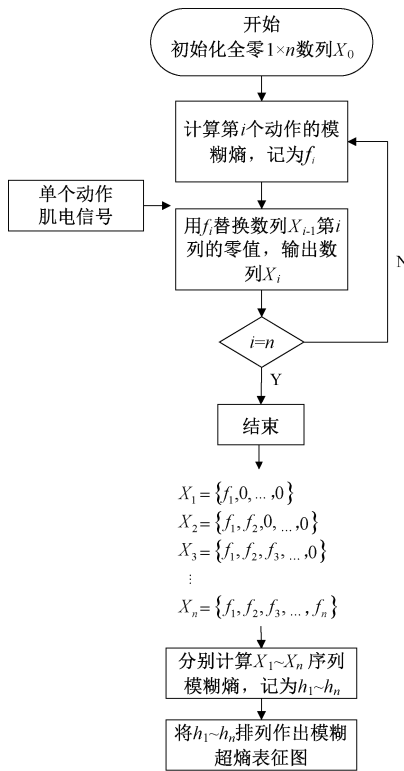 开始
初始化全零1×n数列X₀
计算第i个动作的模
糊熵，记为fᵢ
单个动作
肌电信号
用fᵢ替换数列Xᵢ₋₁第i
列的零值，输出数
列Xᵢ
N
i=n
Y
结束
X₁={f₁,0,...,0}
X₂={f₁,f₂,0,...,0}
X₃={f₁,f₂,f₃,...,0}
⋮
Xₙ={f₁,f₂,f₃,...,fₙ}
分别计算X₁~Xₙ序列
模糊熵，记为h₁~hₙ
将h₁~hₙ排列作出模糊
超熵表征图